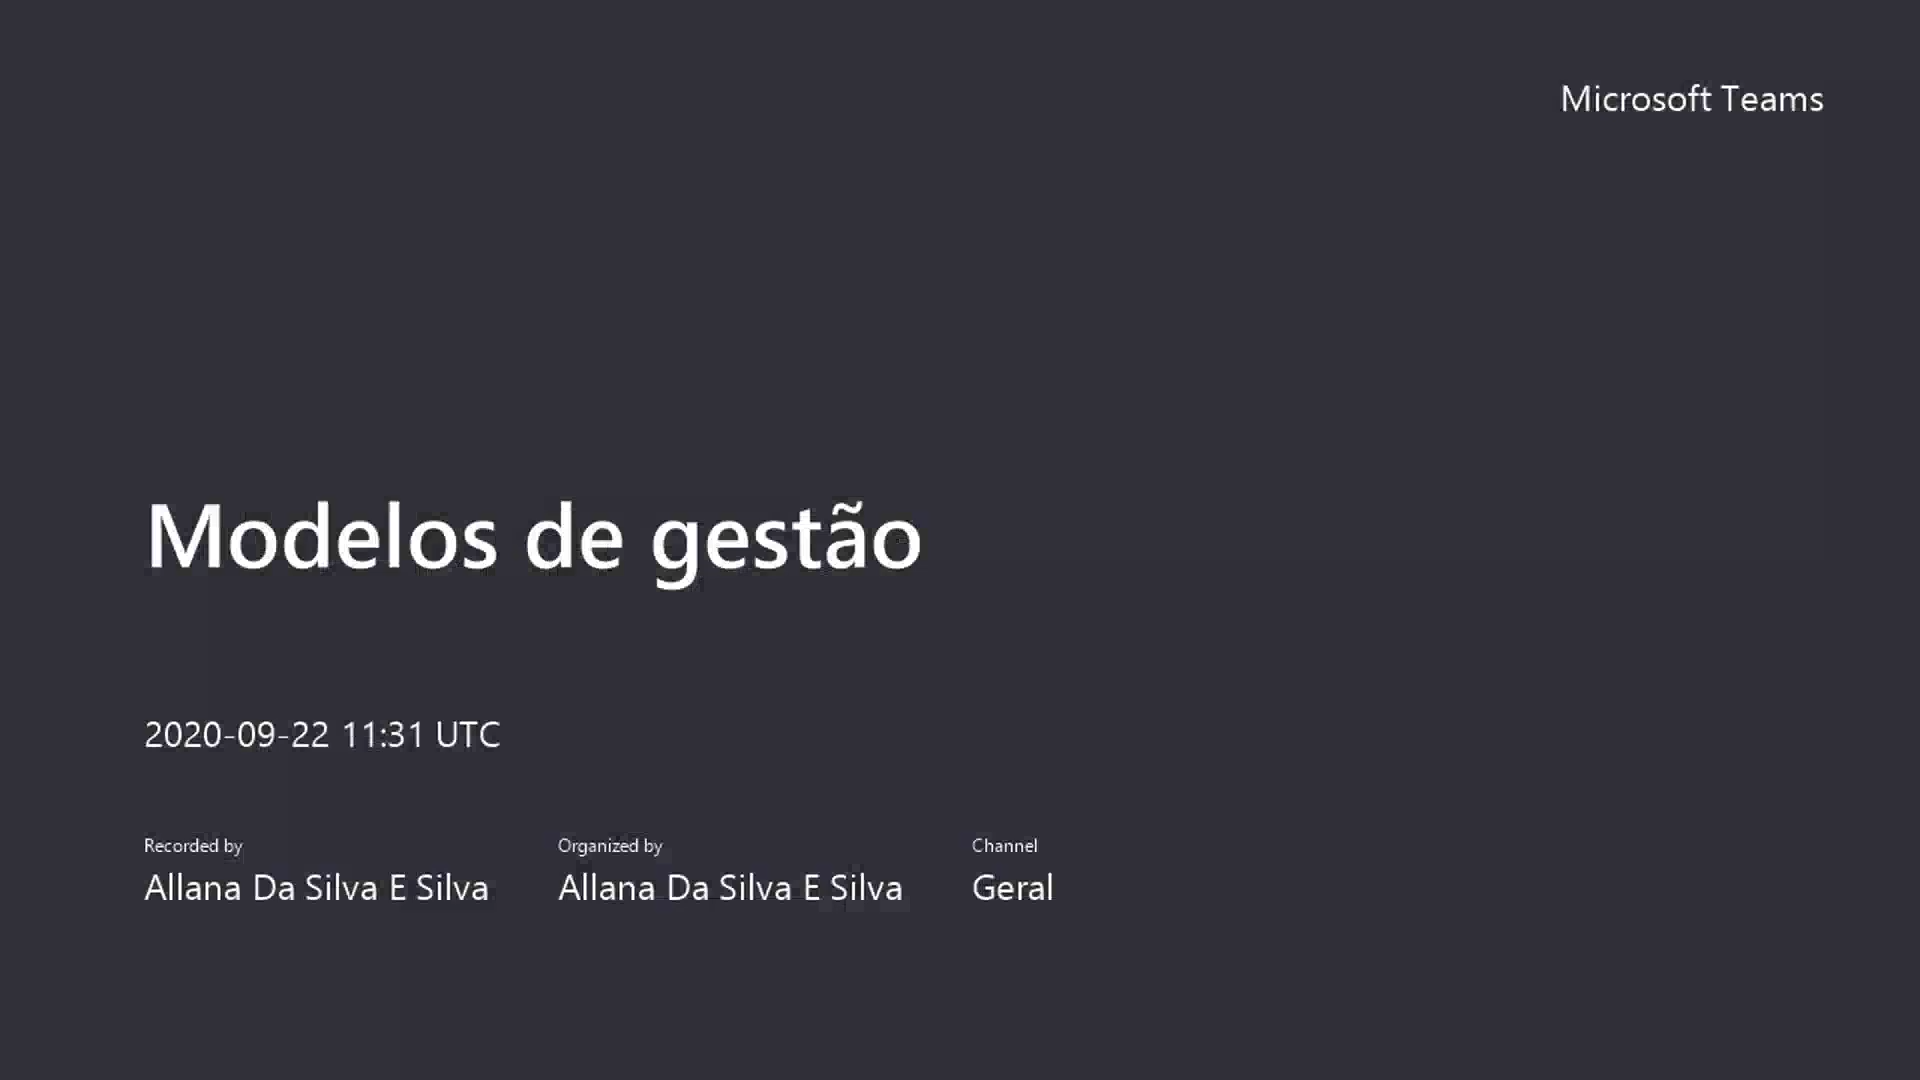 Microsoft Teams
Modelos de gestão
2020-09-22 11:31 UTC
Recorded by
Allana Da Silva E Silva
Organized by
Allana Da Silva E Silva
Channel
Geral